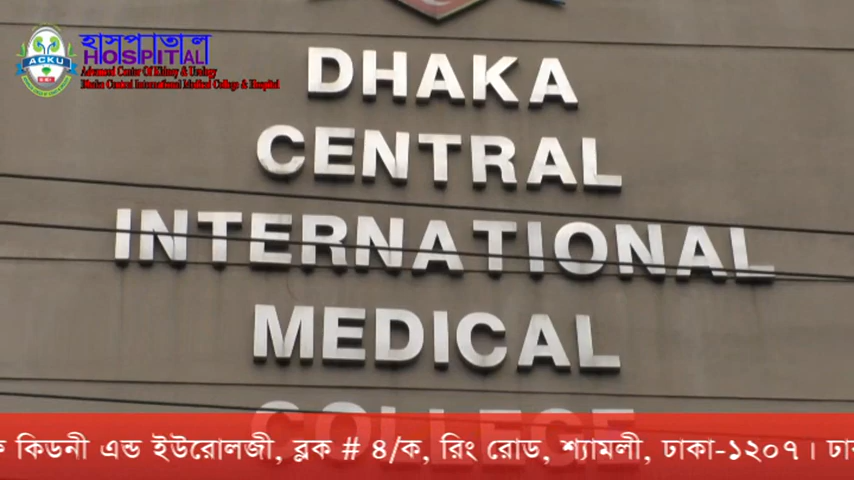 ACKU
হাসপাতাল
HOSPITAL
Advanced Center Of Kidney & Urology
Dhaka Central International Medical College & Hospital
DHAKA
CENTRAL
INTERNATIONAL
MEDICAL
COLLEGE
ক কিডনী এন্ড ইউরোলজী, ব্লক # ৪/ক, রিং রোড, শ্যামলী, ঢাকা-১২০৭। ঢাব